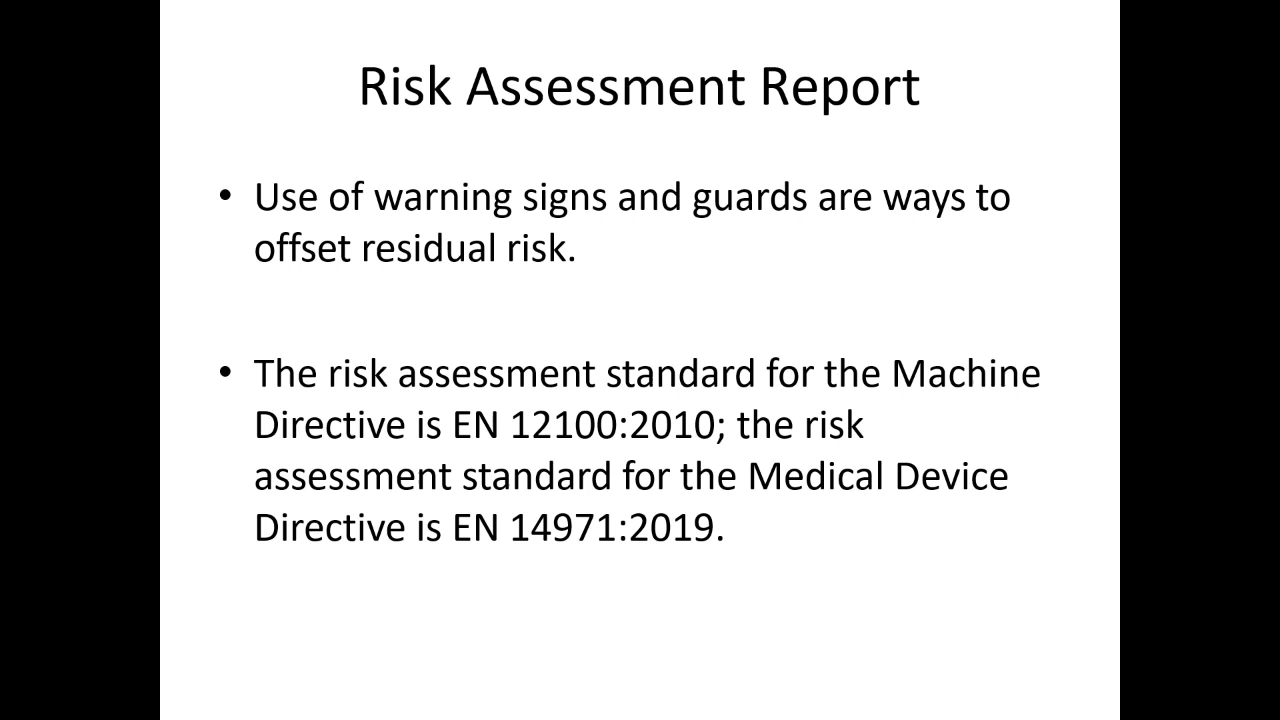 Risk Assessment Report
• Use of warning signs and guards are ways to
offset residual risk.
• The risk assessment standard for the Machine
Directive is EN 12100:2010; the risk
assessment standard for the Medical Device
Directive is EN 14971:2019.